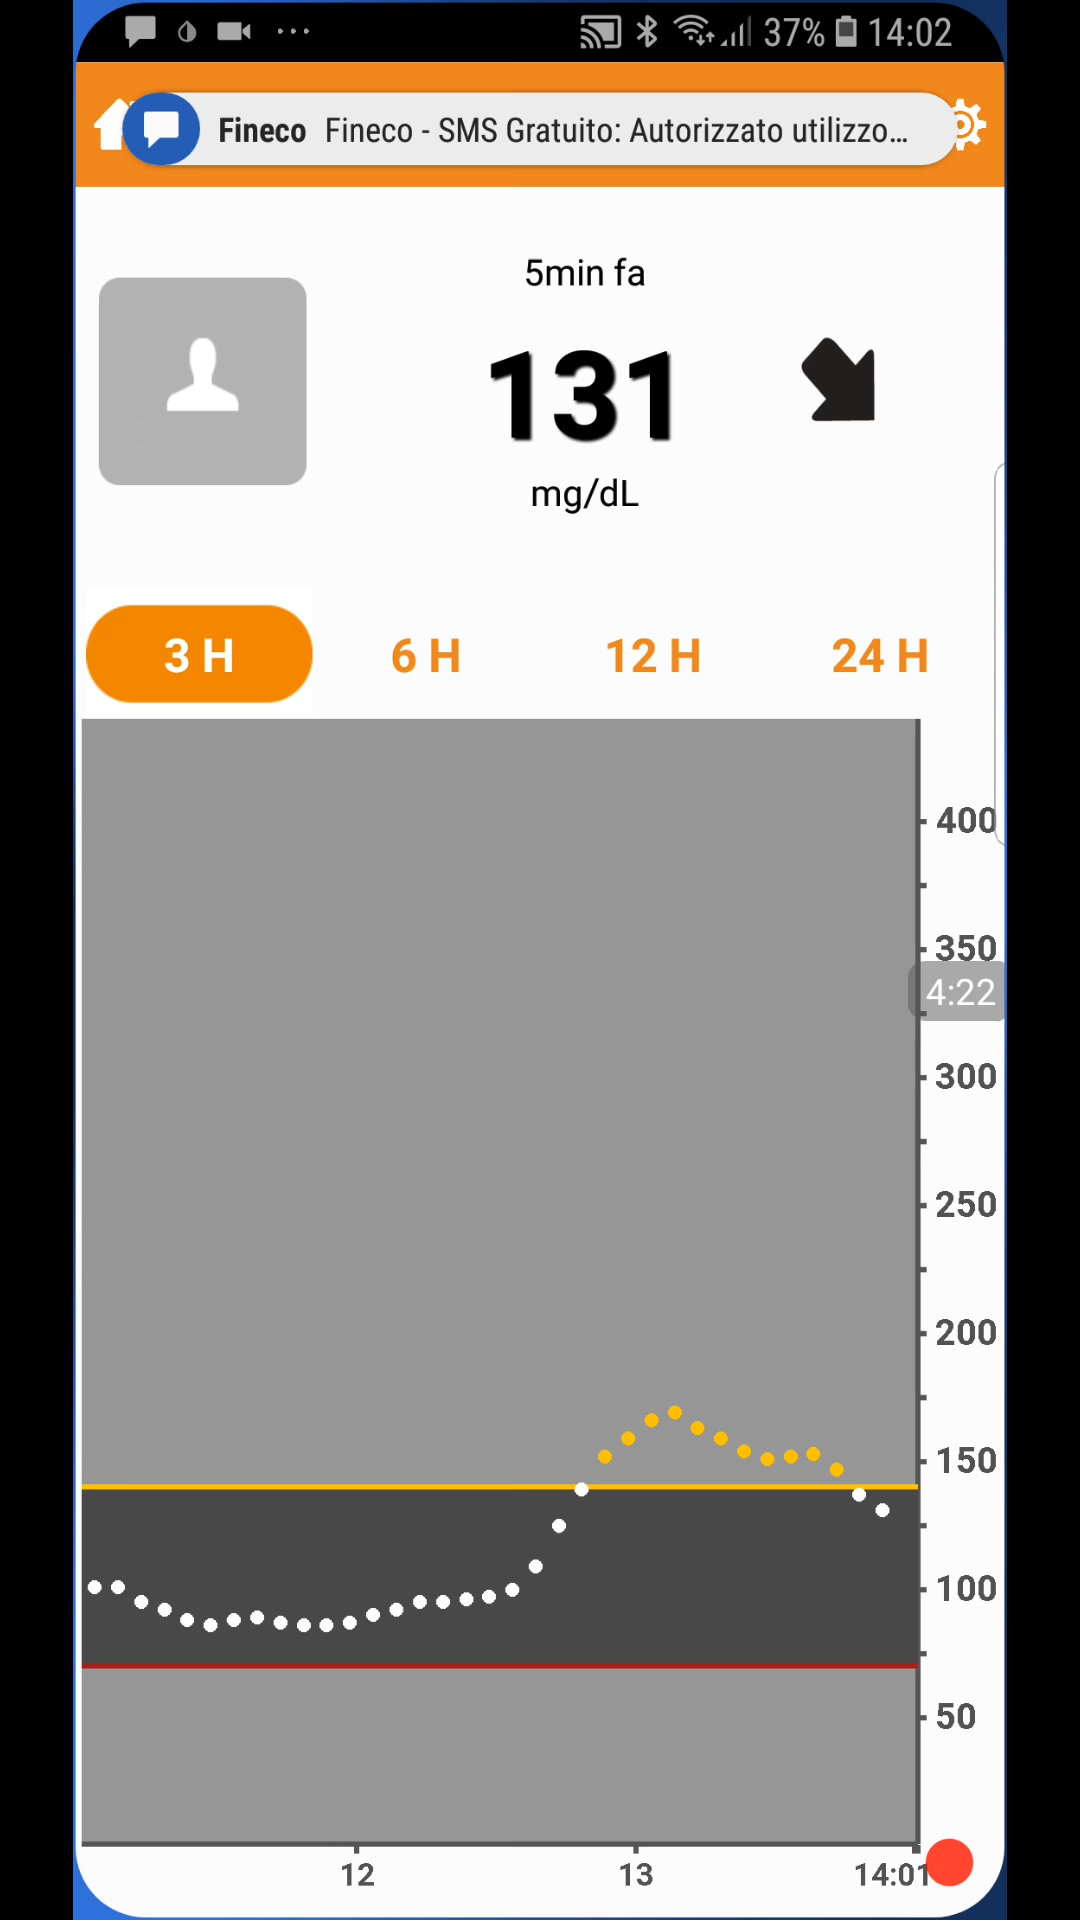 37% 14:02
Fineco Fineco - SMS Gratuito: Autorizzato utilizzo...
5min fa
131
mg/dL
3 H 6 H 12 H 24 H
400
350
4:22
300
250
200
150
100
50
12 13 14:01